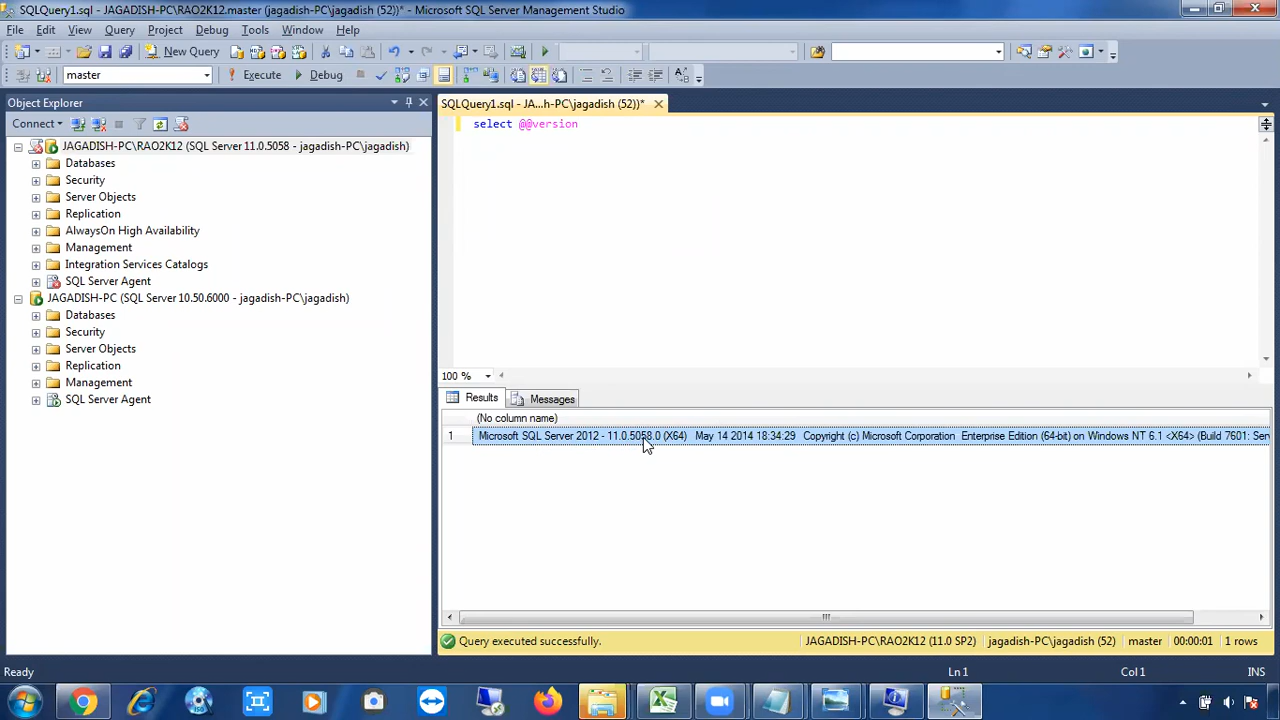 SQLQuery1.sql - JAGADISH-PC\RAO2K12.master (jagadish-PC\jagadish (52))* - Microsoft SQL Server Management Studio
File Edit View Query Project Debug Tools Window Help
New Query
master Execute Debug
Object Explorer
Connect
JAGADISH-PC\RAO2K12 (SQL Server 11.0.5058 - jagadish-PC\jagadish)
Databases
Security
Server Objects
Replication
AlwaysOn High Availability
Management
Integration Services Catalogs
SQL Server Agent
JAGADISH-PC (SQL Server 10.50.6000 - jagadish-PC\jagadish)
Databases
Security
Server Objects
Replication
Management
SQL Server Agent
SQLQuery1.sql - JA...h-PC\jagadish (52))*
select @@version
100 %
Results Messages
(No column name)
1 Microsoft SQL Server 2012 - 11.0.5058.0 (X64) May 14 2014 18:34:29 Copyright (c) Microsoft Corporation Enterprise Edition (64-bit) on Windows NT 6.1 <X64> (Build 7601: Serv
Query executed successfully. JAGADISH-PC\RAO2K12 (11.0 SP2) jagadish-PC\jagadish (52) master 00:00:01 1 rows
Ready Ln 1 Col 1 INS